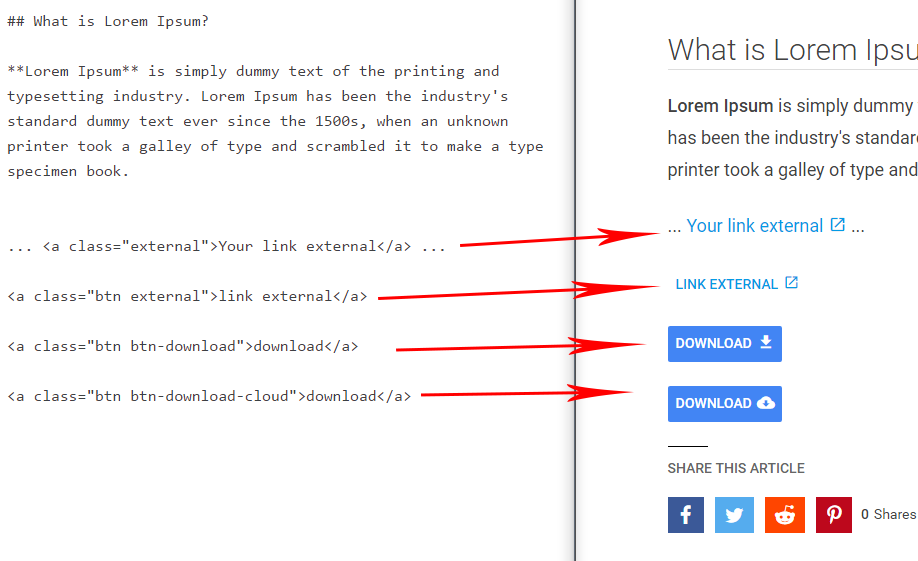 ## What is Lorem Ipsum?
**Lorem Ipsum** is simply dummy text of the printing and
typesetting industry. Lorem Ipsum has been the industry's
standard dummy text ever since the 1500s, when an unknown
printer took a galley of type and scrambled it to make a type
specimen book.
... <a class="external">Your link external</a> ...
<a class="btn external">link external</a>
<a class="btn btn-download">download</a>
<a class="btn btn-download-cloud">download</a>
What is Lorem Ipsu
Lorem Ipsum is simply dummy
has been the industry's standar
printer took a galley of type and
... Your link external ...
LINK EXTERNAL
DOWNLOAD
DOWNLOAD
SHARE THIS ARTICLE
0 Shares